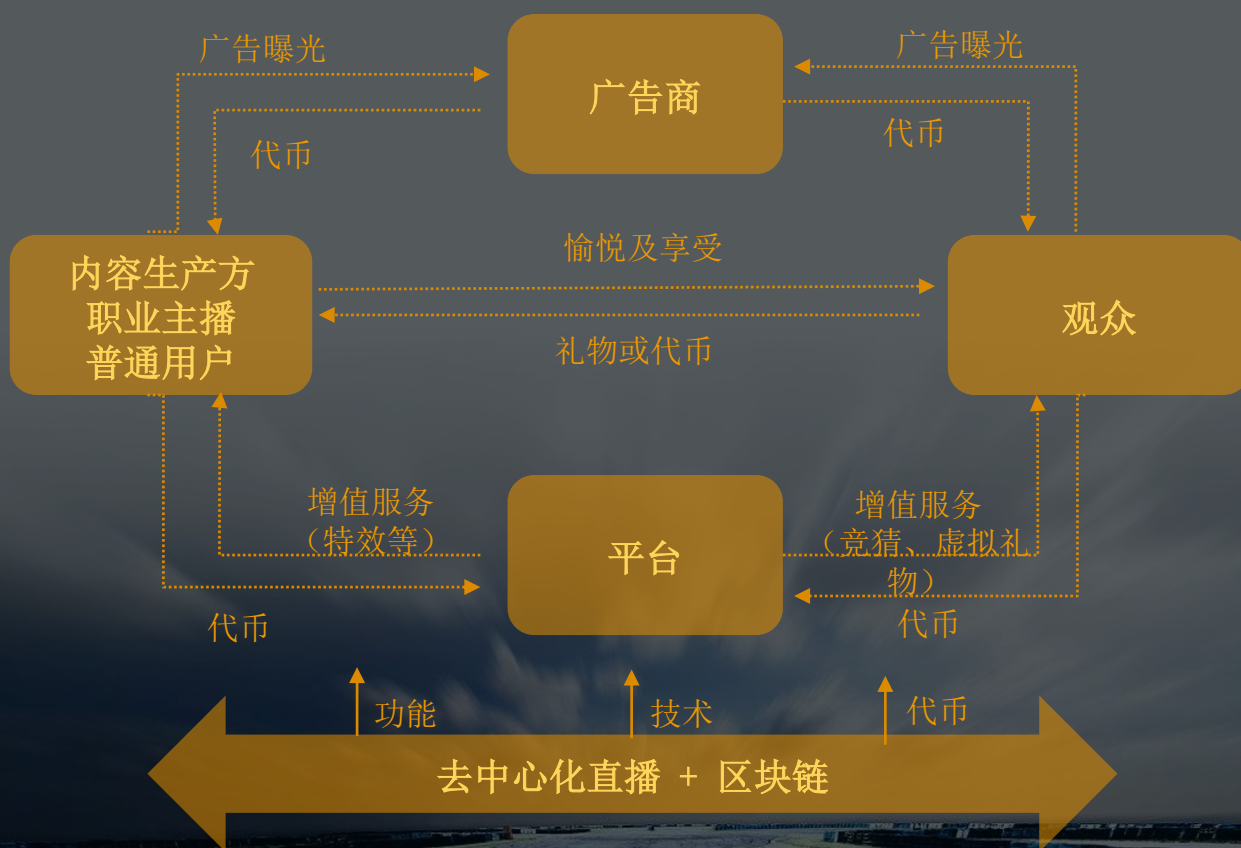 广告曝光
广告商
广告曝光
代币
代币
内容生产方
职业主播
普通用户
愉悦及享受
礼物或代币
观众
增值服务
（特效等）
平台
增值服务
（竞猜、虚拟礼
物）
代币
代币
功能
技术
代币
去中心化直播 + 区块链